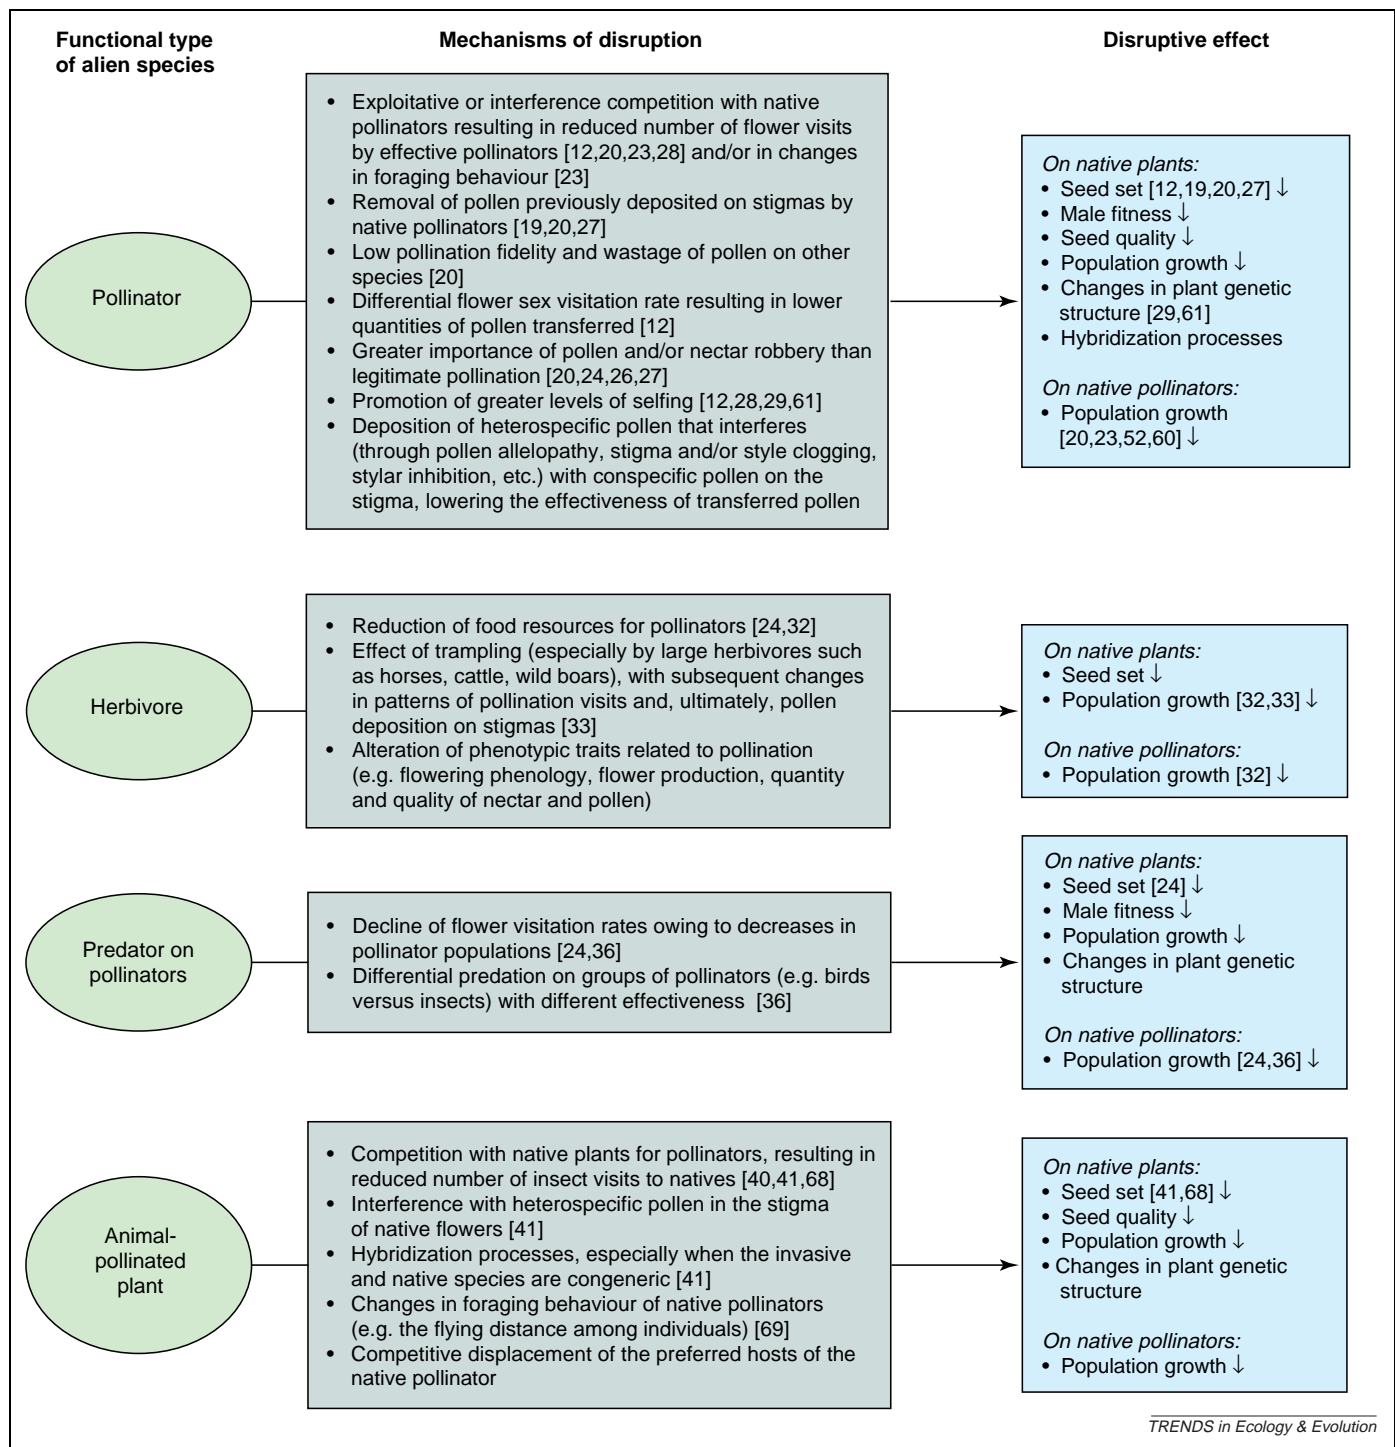 Functional type
of alien species
Mechanisms of disruption
Disruptive effect
Pollinator
• Exploitative or interference competition with native
pollinators resulting in reduced number of flower visits
by effective pollinators [12,20,23,28] and/or in changes
in foraging behaviour [23]
• Removal of pollen previously deposited on stigmas by
native pollinators [19,20,27]
• Low pollination fidelity and wastage of pollen on other
species [20]
• Differential flower sex visitation rate resulting in lower
quantities of pollen transferred [12]
• Greater importance of pollen and/or nectar robbery than
legitimate pollination [20,24,26,27]
• Promotion of greater levels of selfing [12,28,29,61]
• Deposition of heterospecific pollen that interferes
(through pollen allelopathy, stigma and/or style clogging,
stylar inhibition, etc.) with conspecific pollen on the
stigma, lowering the effectiveness of transferred pollen
On native plants:
• Seed set [12,19,20,27] ↓
• Male fitness ↓
• Seed quality ↓
• Population growth ↓
• Changes in plant genetic
structure [29,61]
• Hybridization processes
On native pollinators:
• Population growth
[20,23,52,60] ↓
Herbivore
• Reduction of food resources for pollinators [24,32]
• Effect of trampling (especially by large herbivores such
as horses, cattle, wild boars), with subsequent changes
in patterns of pollination visits and, ultimately, pollen
deposition on stigmas [33]
• Alteration of phenotypic traits related to pollination
(e.g. flowering phenology, flower production, quantity
and quality of nectar and pollen)
On native plants:
• Seed set ↓
• Population growth [32,33] ↓
On native pollinators:
• Population growth [32] ↓
Predator on
pollinators
• Decline of flower visitation rates owing to decreases in
pollinator populations [24,36]
• Differential predation on groups of pollinators (e.g. birds
versus insects) with different effectiveness [36]
On native plants:
• Seed set [24] ↓
• Male fitness ↓
• Population growth ↓
• Changes in plant genetic
structure
On native pollinators:
• Population growth [24,36] ↓
Animal-
pollinated
plant
• Competition with native plants for pollinators, resulting in
reduced number of insect visits to natives [40,41,68]
• Interference with heterospecific pollen in the stigma
of native flowers [41]
• Hybridization processes, especially when the invasive
and native species are congeneric [41]
• Changes in foraging behaviour of native pollinators
(e.g. the flying distance among individuals) [69]
• Competitive displacement of the preferred hosts of the
native pollinator
On native plants:
• Seed set [41,68] ↓
• Seed quality ↓
• Population growth ↓
• Changes in plant genetic
structure
On native pollinators:
• Population growth ↓
TRENDS in Ecology & Evolution